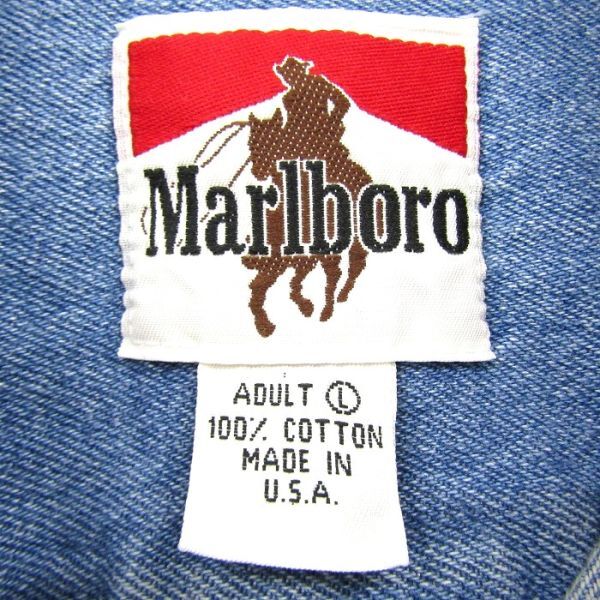 Marlboro
ADULT Ⓛ
100% COTTON
MADE IN
U.S.A.